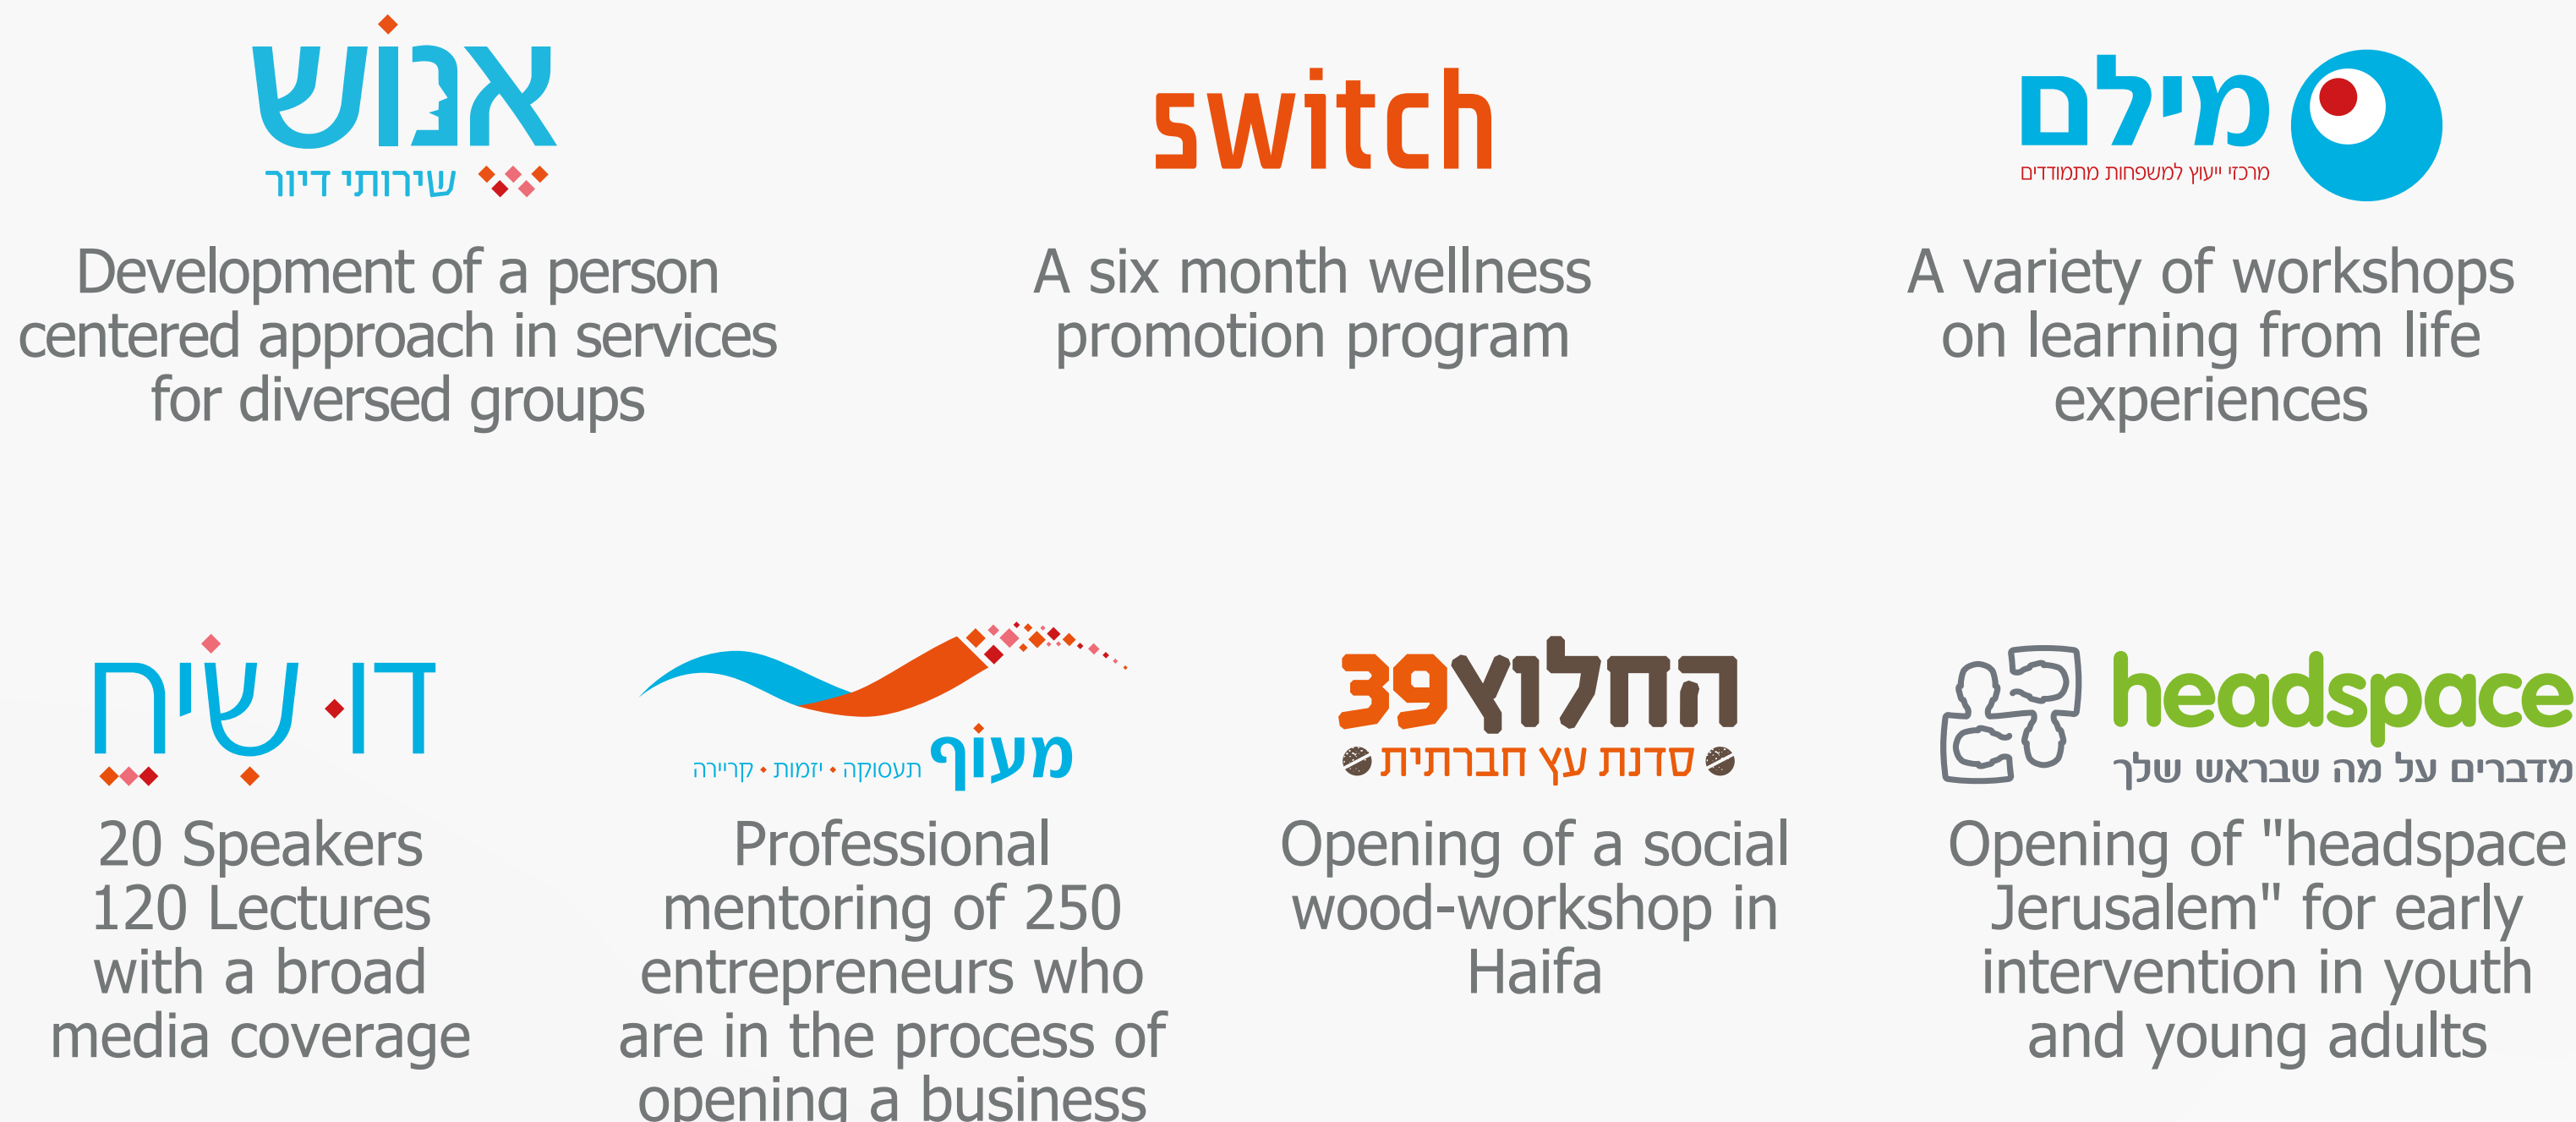 אנוש
שירותי דיור
Development of a person
centered approach in services
for diversed groups
switch
A six month wellness
promotion program
מילם
מרכזי ייעוץ למשפחות מתמודדים
A variety of workshops
on learning from life
experiences
דו·שיח
20 Speakers
120 Lectures
with a broad
media coverage
מעוף תעסוקה • יזמות • קריירה
Professional
mentoring of 250
entrepreneurs who
are in the process of
opening a business
החלוץ39
סדנת עץ חברתית
Opening of a social
wood-workshop in
Haifa
headspace
מדברים על מה שבראש שלך
Opening of "headspace
Jerusalem" for early
intervention in youth
and young adults